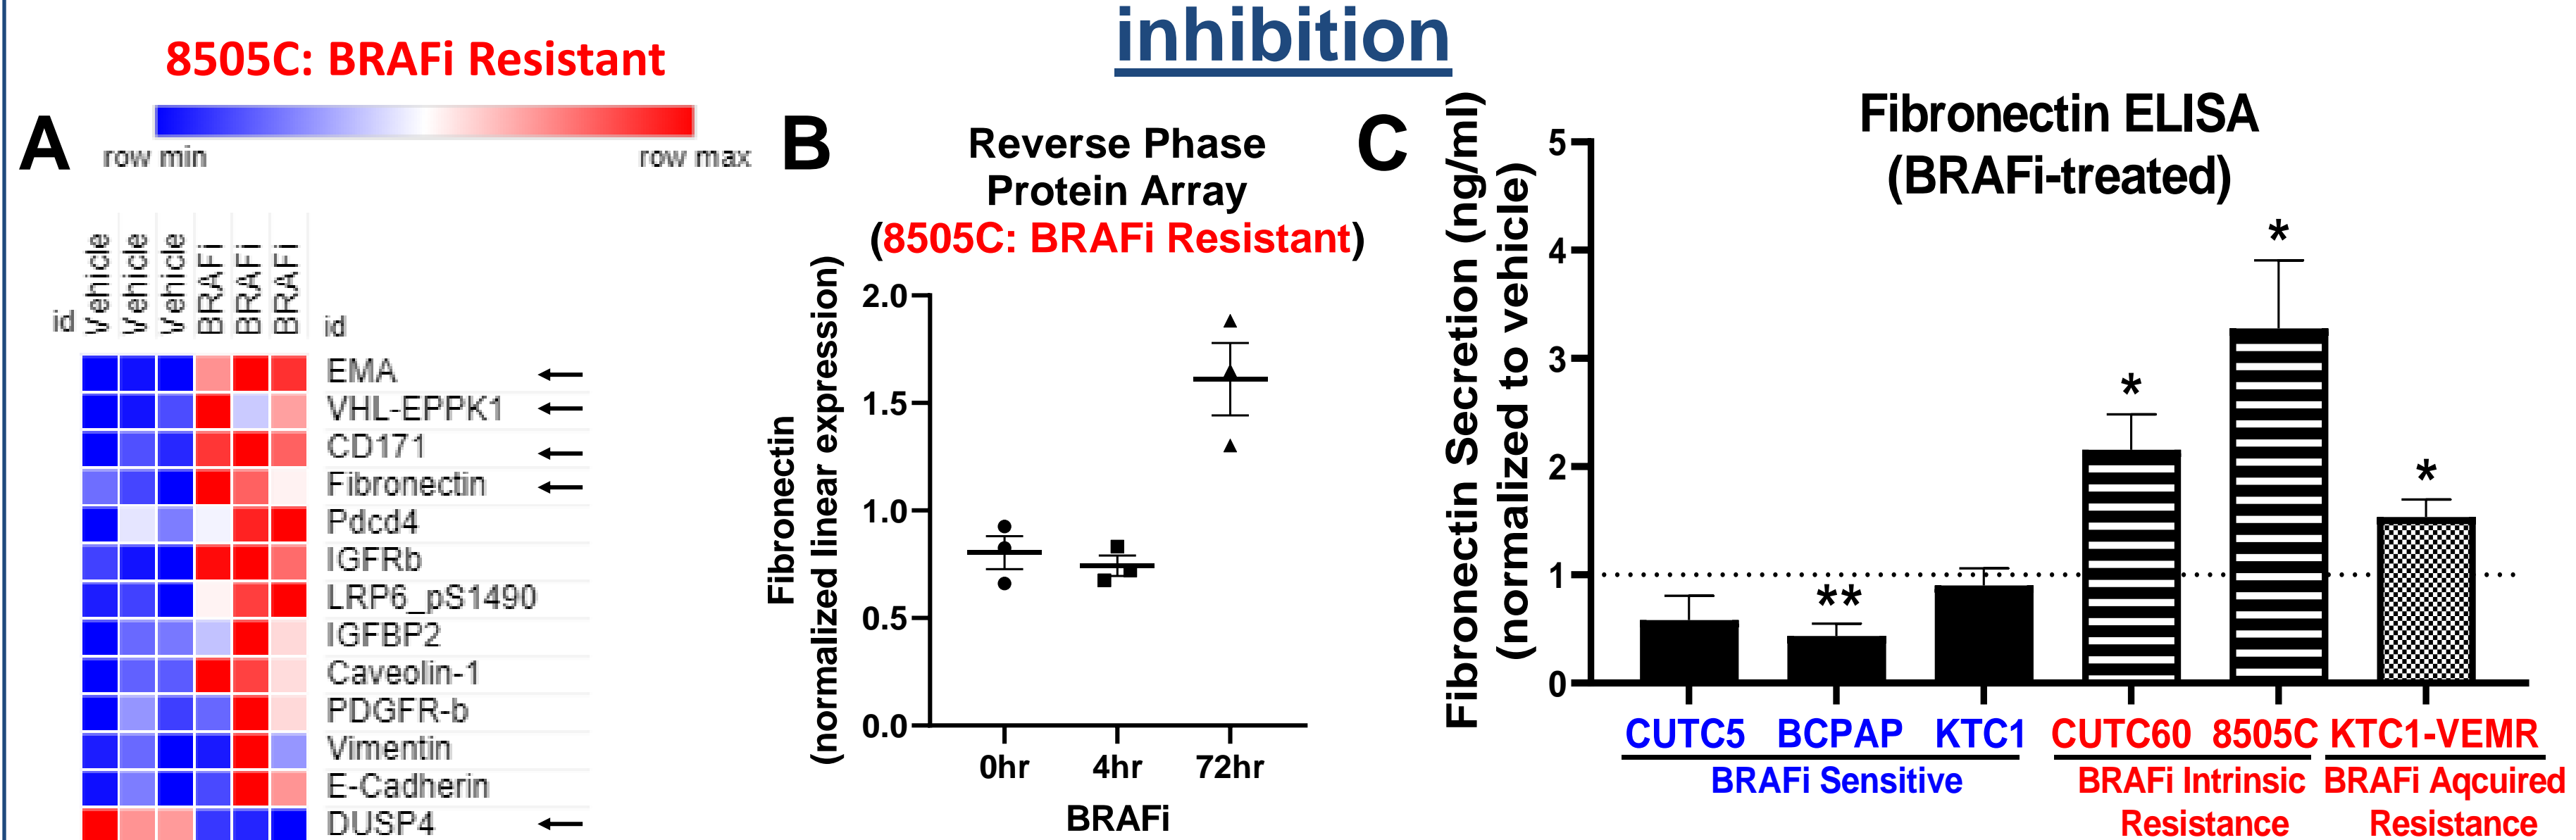 inhibition
8505C: BRAFi Resistant
row min
row max
A
id
Vehicle
Vehicle
Vehicle
BRAFi
BRAFi
BRAFi
id
EMA
VHL-EPPK1
CD171
Fibronectin
Pdcd4
IGFRb
LRP6_pS1490
IGFBP2
Caveolin-1
PDGFR-b
Vimentin
E-Cadherin
DUSP4
B
Reverse Phase
Protein Array
(8505C: BRAFi Resistant)
Fibronectin
(normalized linear expression)
2.0
1.5
1.0
0.5
0.0
0hr
4hr
72hr
BRAFi
C
Fibronectin ELISA
(BRAFi-treated)
Fibronectin Secretion (ng/ml)
(normalized to vehicle)
5
4
3
2
1
0
**
*
*
*
CUTC5
BCPAP
KTC1
CUTC60
8505C
KTC1-VEMR
BRAFi Sensitive
BRAFi Intrinsic
Resistance
BRAFi Aqcuired
Resistance